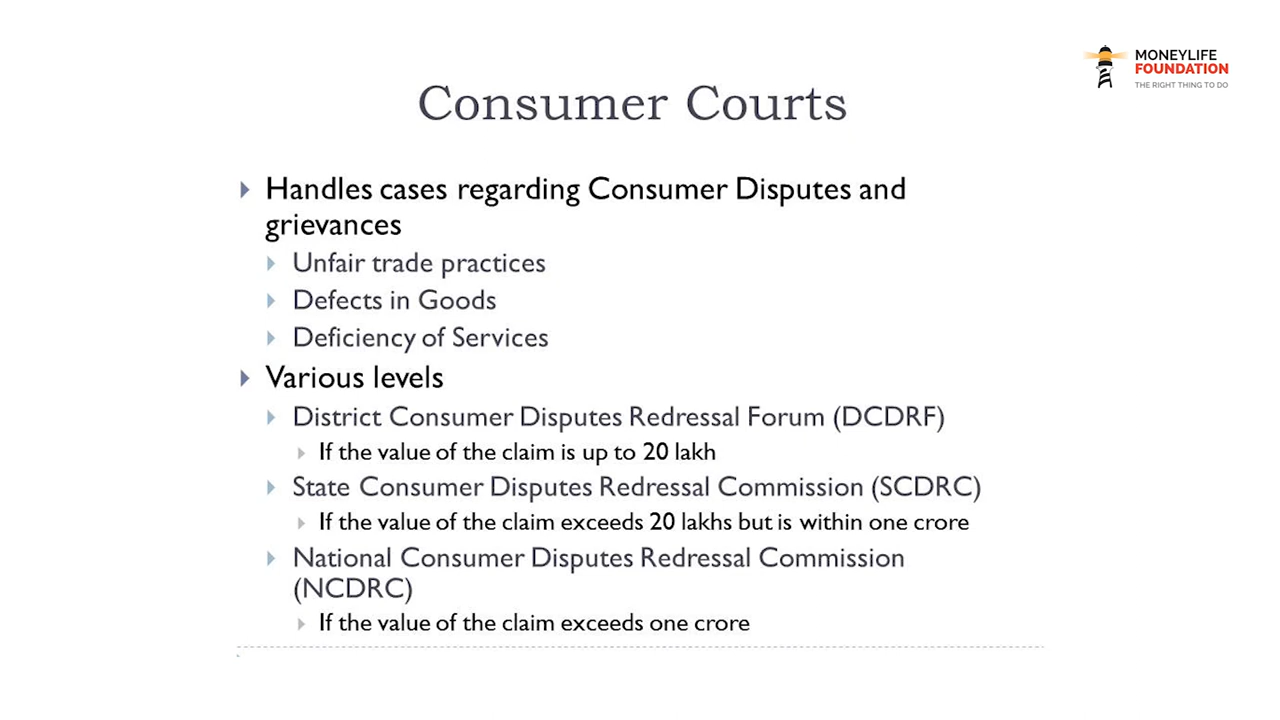 MONEYLIFE
FOUNDATION
THE RIGHT THING TO DO
Consumer Courts
Handles cases regarding Consumer Disputes and
grievances
Unfair trade practices
Defects in Goods
Deficiency of Services
Various levels
District Consumer Disputes Redressal Forum (DCDRF)
If the value of the claim is up to 20 lakh
State Consumer Disputes Redressal Commission (SCDRC)
If the value of the claim exceeds 20 lakhs but is within one crore
National Consumer Disputes Redressal Commission
(NCDRC)
If the value of the claim exceeds one crore